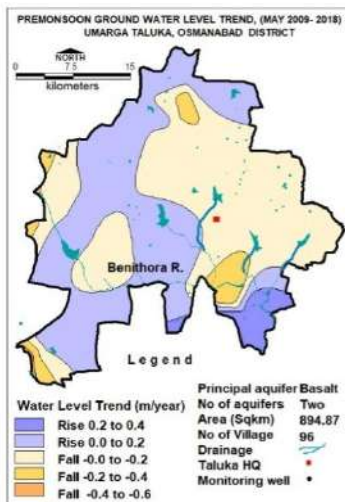 PREMONSOON GROUND WATER LEVEL TREND, (MAY 2009- 2018)
UMARGA TALUKA, OSMANABAD DISTRICT
NORTH
0 7.5 15
kilometers
Benithora R.
Legend
Water Level Trend (m/year)
Rise 0.2 to 0.4
Rise 0.0 to 0.2
Fall -0.0 to -0.2
Fall -0.2 to -0.4
Fall -0.4 to -0.6
Principal aquifer Basalt
No of aquifers Two
Area (Sqkm) 894.87
No of Village 96
Drainage
Taluka HQ
Monitoring well